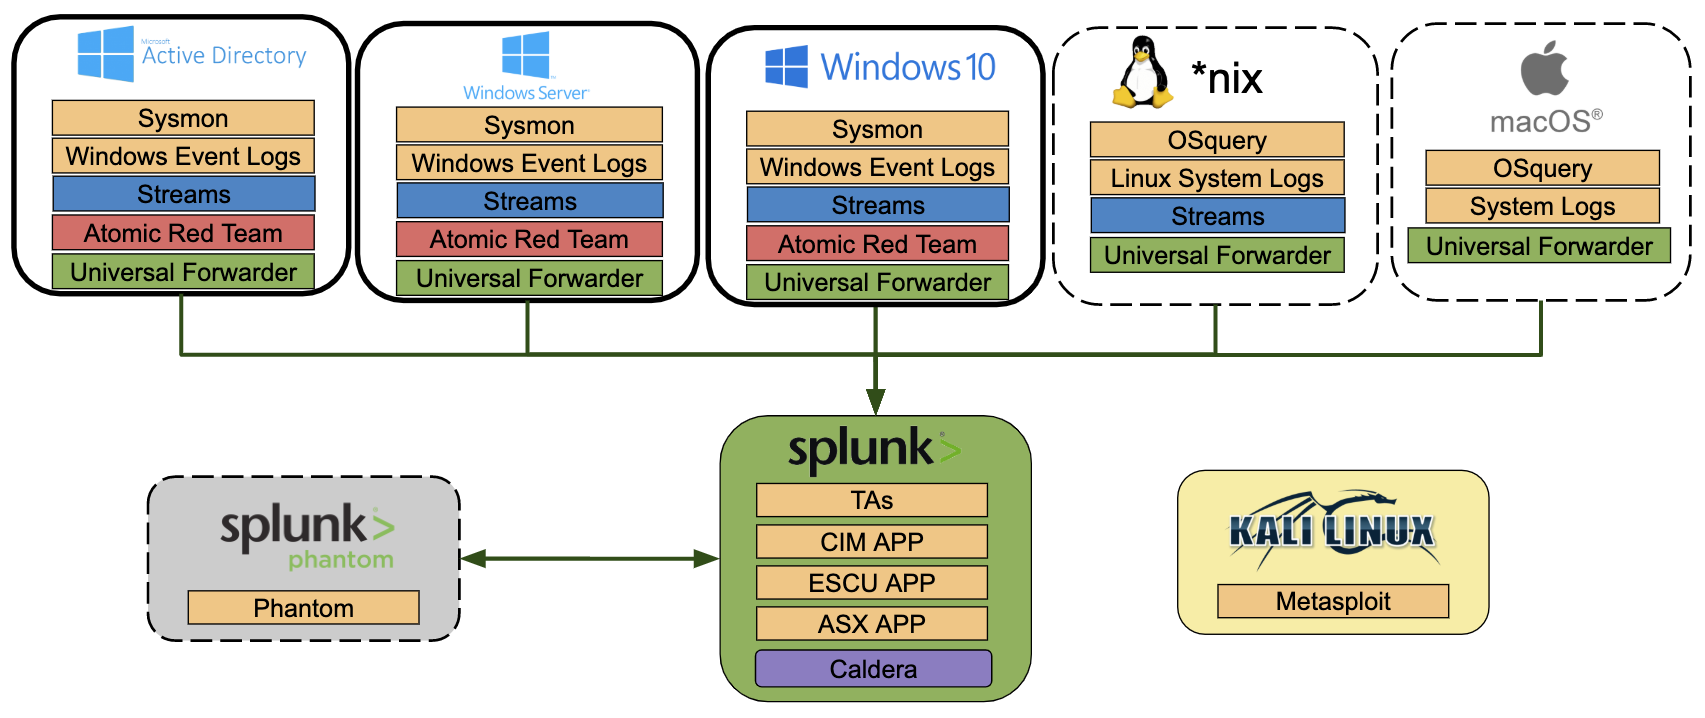 Microsoft
Active Directory
Sysmon
Windows Event Logs
Streams
Atomic Red Team
Universal Forwarder
Windows Server
Sysmon
Windows Event Logs
Streams
Atomic Red Team
Universal Forwarder
Windows 10
Sysmon
Windows Event Logs
Streams
Atomic Red Team
Universal Forwarder
*nix
OSquery
Linux System Logs
Streams
Universal Forwarder
macOS®
OSquery
System Logs
Universal Forwarder
splunk>
phantom
Phantom
splunk®>
TAs
CIM APP
ESCU APP
ASX APP
Caldera
KALI LINUX
Metasploit